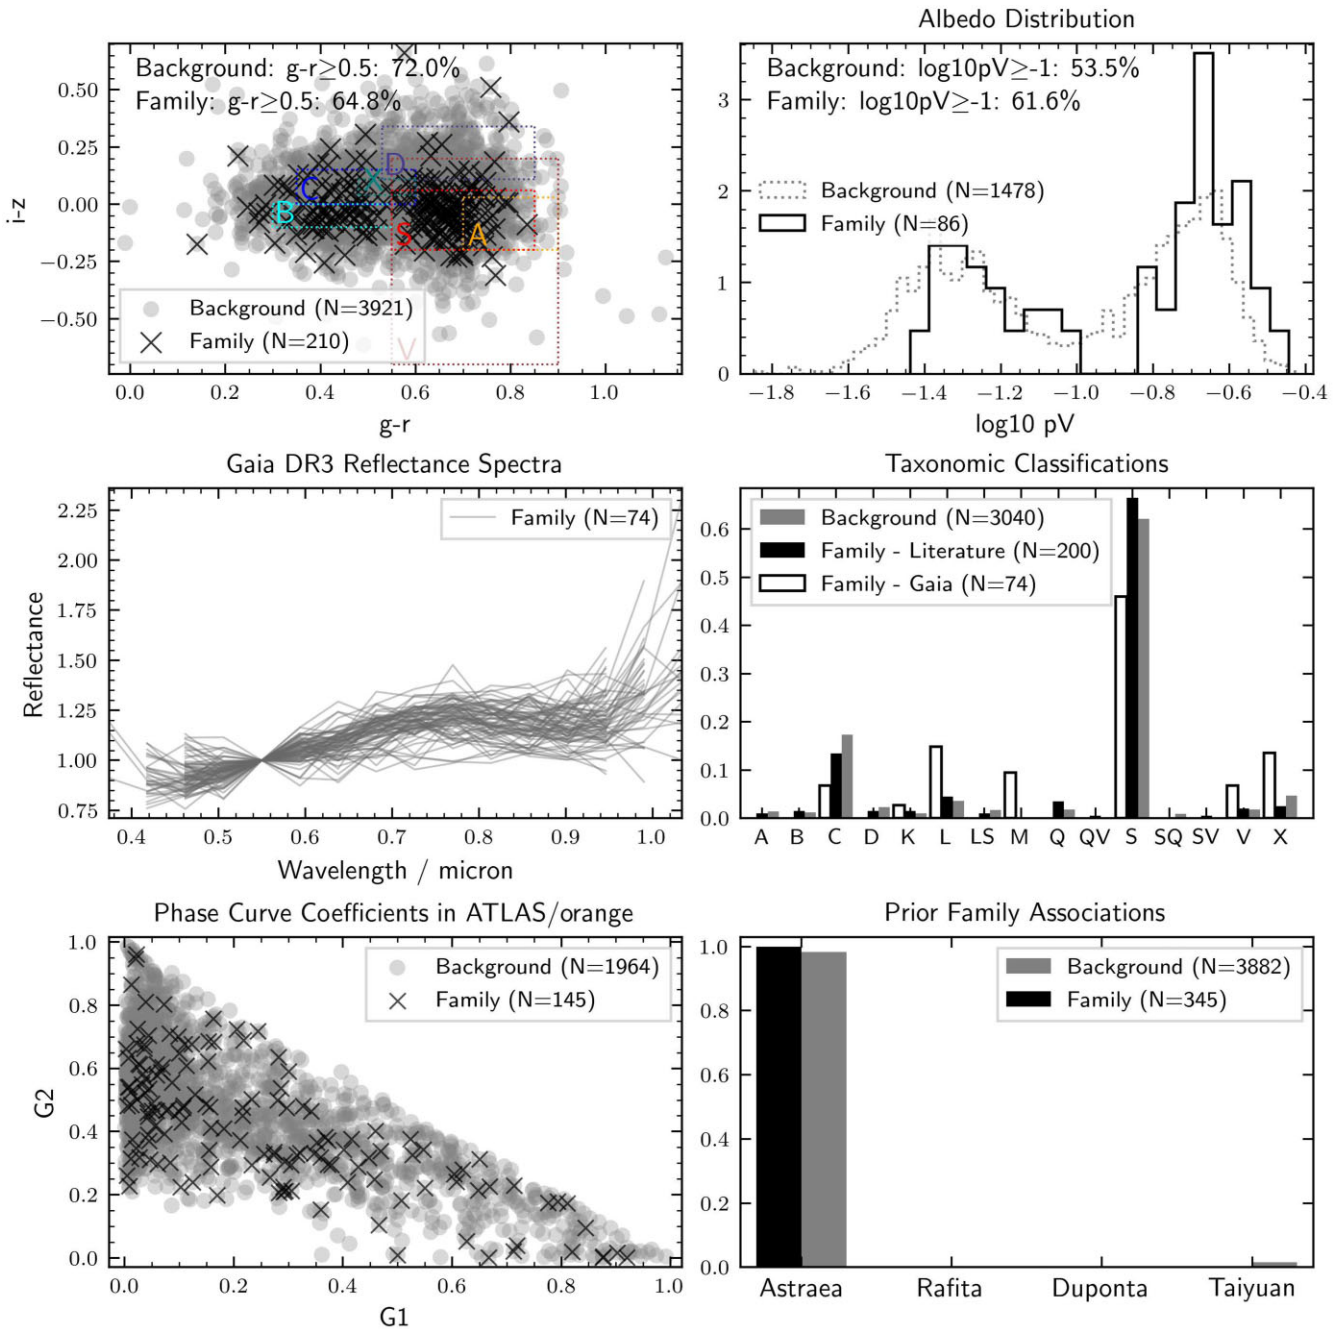 Background: g-r≥0.5: 72.0%
Family: g-r≥0.5: 64.8%
0.50
0.25
0.00
−0.25
−0.50
i-z
D
C
X
B
S
A
V
Background (N=3921)
Family (N=210)
0.0
0.2
0.4
0.6
0.8
1.0
g-r
Albedo Distribution
Background: log10pV≥-1: 53.5%
Family: log10pV≥-1: 61.6%
3
2
1
0
Background (N=1478)
Family (N=86)
−1.8
−1.6
−1.4
−1.2
−1.0
−0.8
−0.6
−0.4
log10 pV
Gaia DR3 Reflectance Spectra
Family (N=74)
2.25
2.00
1.75
1.50
1.25
1.00
0.75
Reflectance
0.4
0.5
0.6
0.7
0.8
0.9
1.0
Wavelength / micron
Taxonomic Classifications
Background (N=3040)
Family - Literature (N=200)
Family - Gaia (N=74)
0.6
0.5
0.4
0.3
0.2
0.1
0.0
A
B
C
D
K
L
LS
M
Q
QV
S
SQ
SV
V
X
Phase Curve Coefficients in ATLAS/orange
Background (N=1964)
Family (N=145)
1.0
0.8
0.6
0.4
0.2
0.0
G2
0.0
0.2
0.4
0.6
0.8
1.0
G1
Prior Family Associations
Background (N=3882)
Family (N=345)
1.0
0.8
0.6
0.4
0.2
0.0
Astraea
Rafita
Duponta
Taiyuan